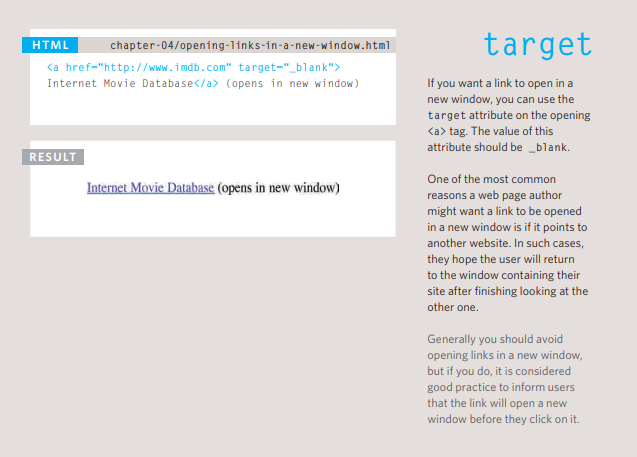 HTML chapter-04/opening-links-in-a-new-window.html
<a href="http://www.imdb.com" target="_blank">
Internet Movie Database</a> (opens in new window)
RESULT
Internet Movie Database (opens in new window)
target
If you want a link to open in a
new window, you can use the
target attribute on the opening
<a> tag. The value of this
attribute should be _blank.
One of the most common
reasons a web page author
might want a link to be opened
in a new window is if it points to
another website. In such cases,
they hope the user will return
to the window containing their
site after finishing looking at the
other one.
Generally you should avoid
opening links in a new window,
but if you do, it is considered
good practice to inform users
that the link will open a new
window before they click on it.